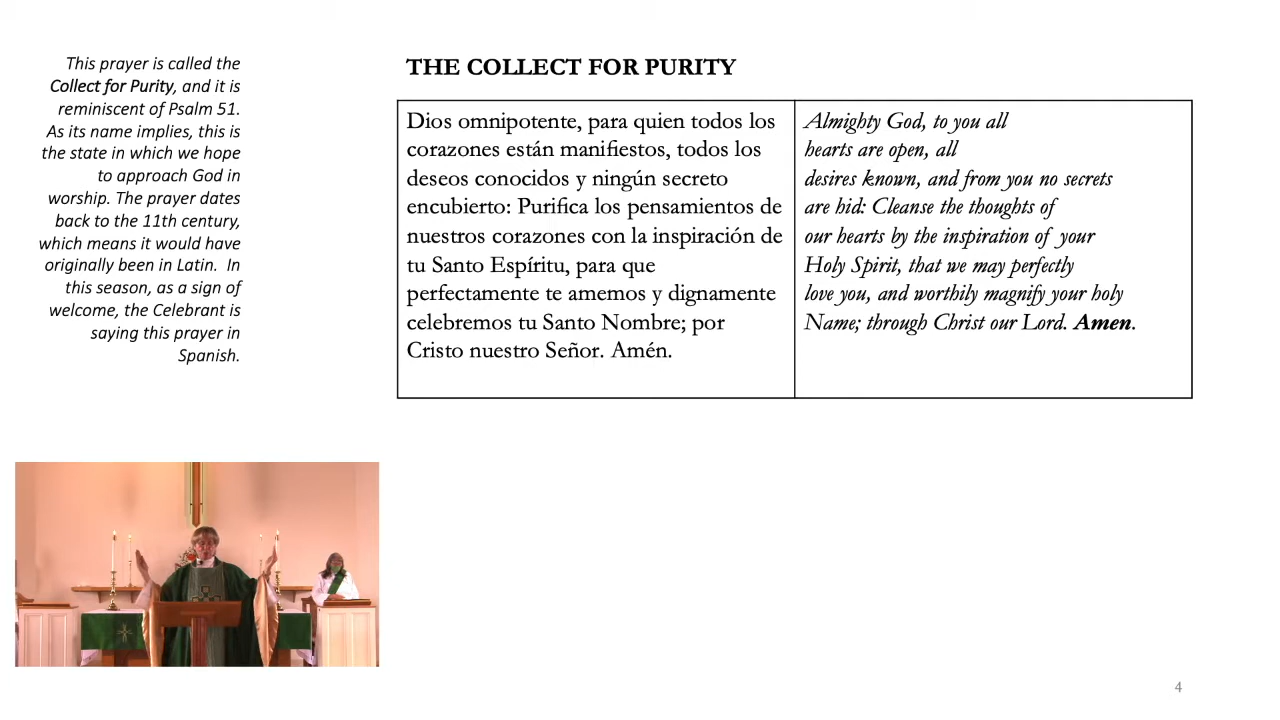 This prayer is called the
Collect for Purity, and it is
reminiscent of Psalm 51.
As its name implies, this is
the state in which we hope
to approach God in
worship. The prayer dates
back to the 11th century,
which means it would have
originally been in Latin.  In
this season, as a sign of
welcome, the Celebrant is
saying this prayer in
Spanish.
THE COLLECT FOR PURITY
Dios omnipotente, para quien todos los
corazones están manifiestos, todos los
deseos conocidos y ningún secreto
encubierto: Purifica los pensamientos de
nuestros corazones con la inspiración de
tu Santo Espíritu, para que
perfectamente te amemos y dignamente
celebremos tu Santo Nombre; por
Cristo nuestro Señor. Amén.
Almighty God, to you all
hearts are open, all
desires known, and from you no secrets
are hid: Cleanse the thoughts of
our hearts by the inspiration of your
Holy Spirit, that we may perfectly
love you, and worthily magnify your holy
Name; through Christ our Lord. Amen.
4